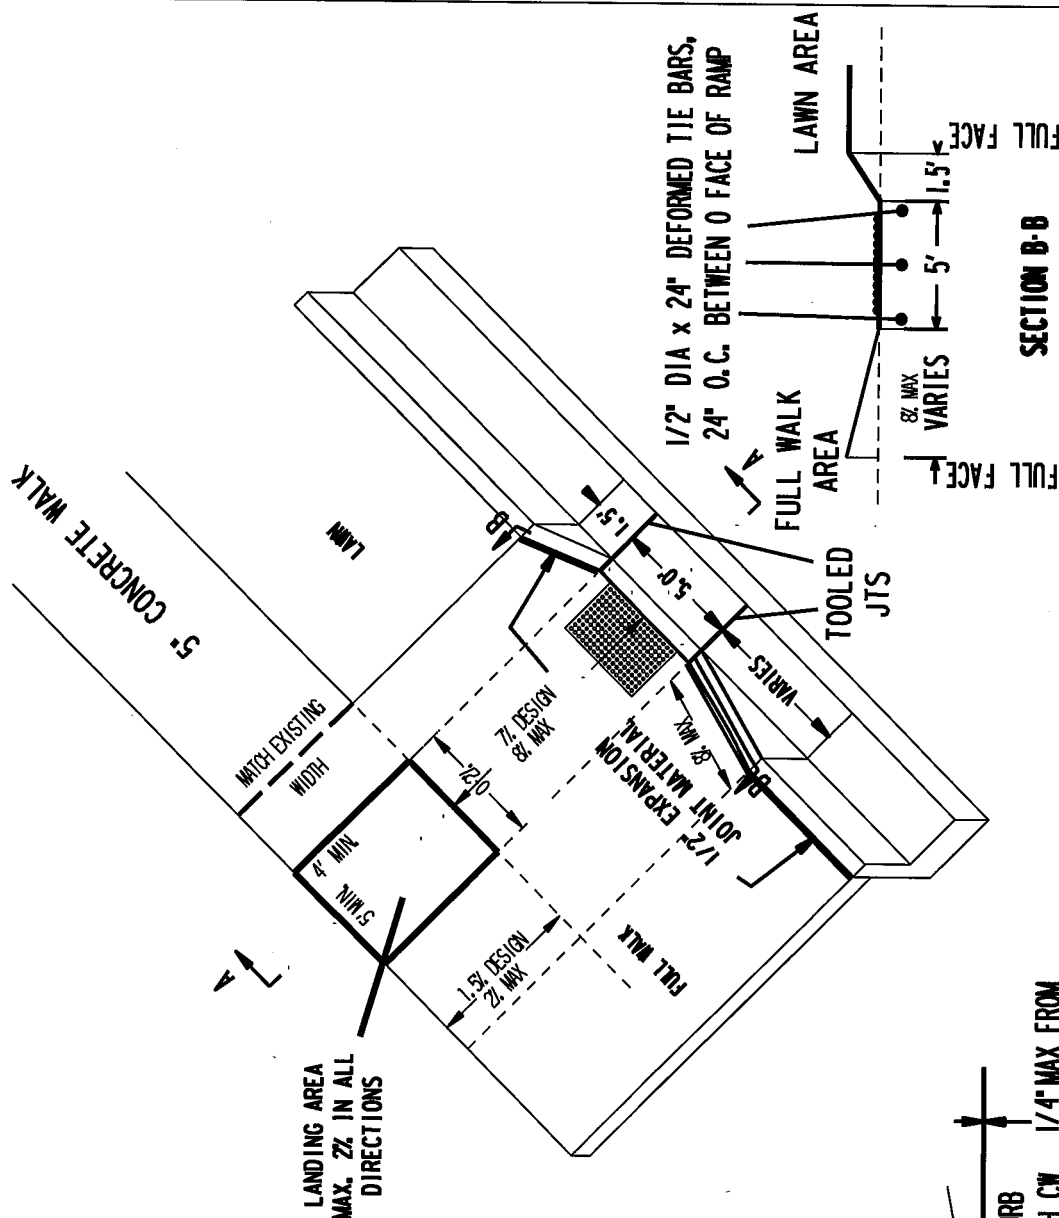 1/2" DIA x 24" DEFORMED TIE BARS,
24" O.C. BETWEEN 0 FACE OF RAMP
LAWN AREA
FULL WALK
AREA
8% MAX
VARIES
5'
1.5'
FULL FACE
FULL FACE
SECTION B-B
5' CONCRETE WALK
LAWN
MATCH EXISTING
WIDTH
4' MIN.
5' MIN.
0/2%
7% DESIGN
8% MAX
1.5% DESIGN
2% MAX
FULL WALK
1/2" EXPANSION
JOINT MATERIAL
8% MAX
VARIES
5.0'
1.5'
B
B
A
A
TOOLED
JTS
LANDING AREA
MAX. 2% IN ALL
DIRECTIONS
1/4" MAX FROM